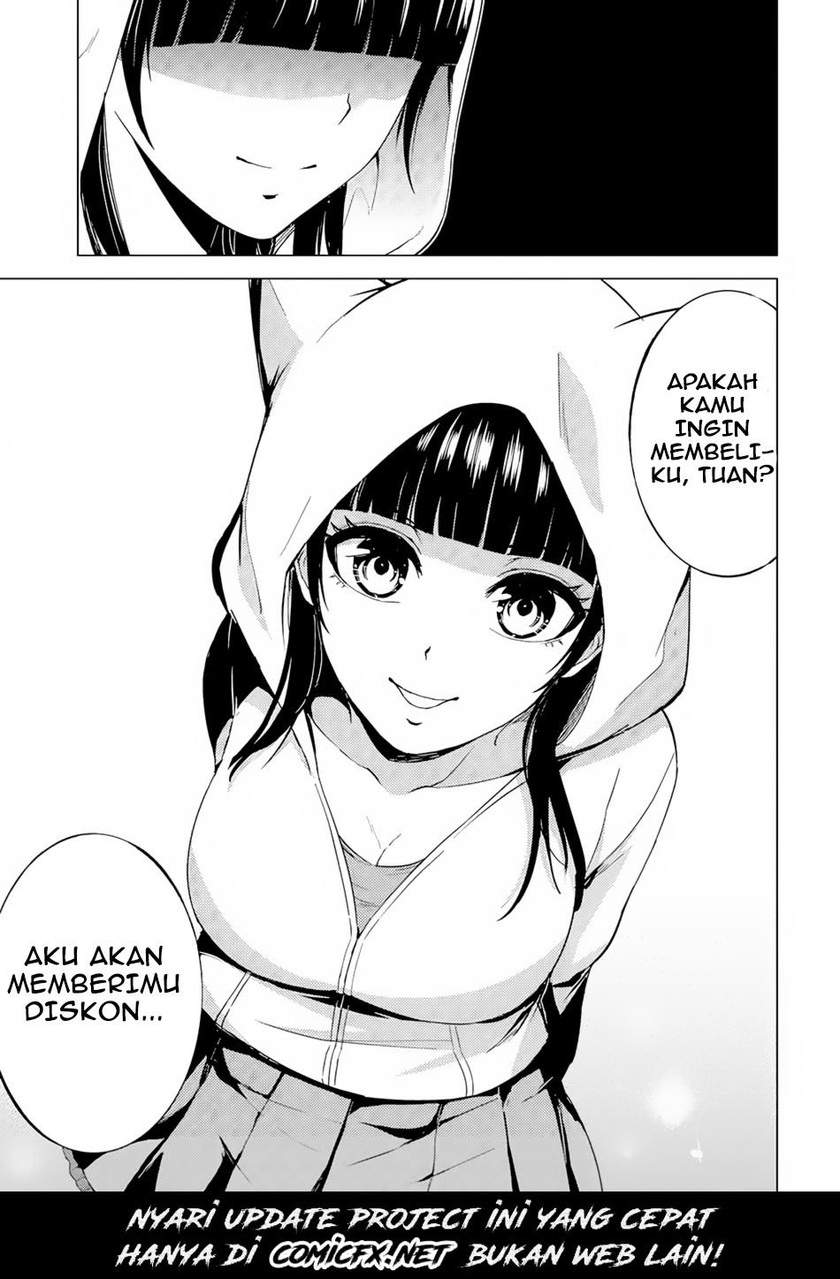 APAKAH
KAMU
INGIN
MEMBELI-
KU, TUAN?
AKU AKAN
MEMBERIMU
DISKON...
NYARI UPDATE PROJECT INI YANG CEPAT
HANYA DI COMICFX.NET BUKAN WEB LAIN!